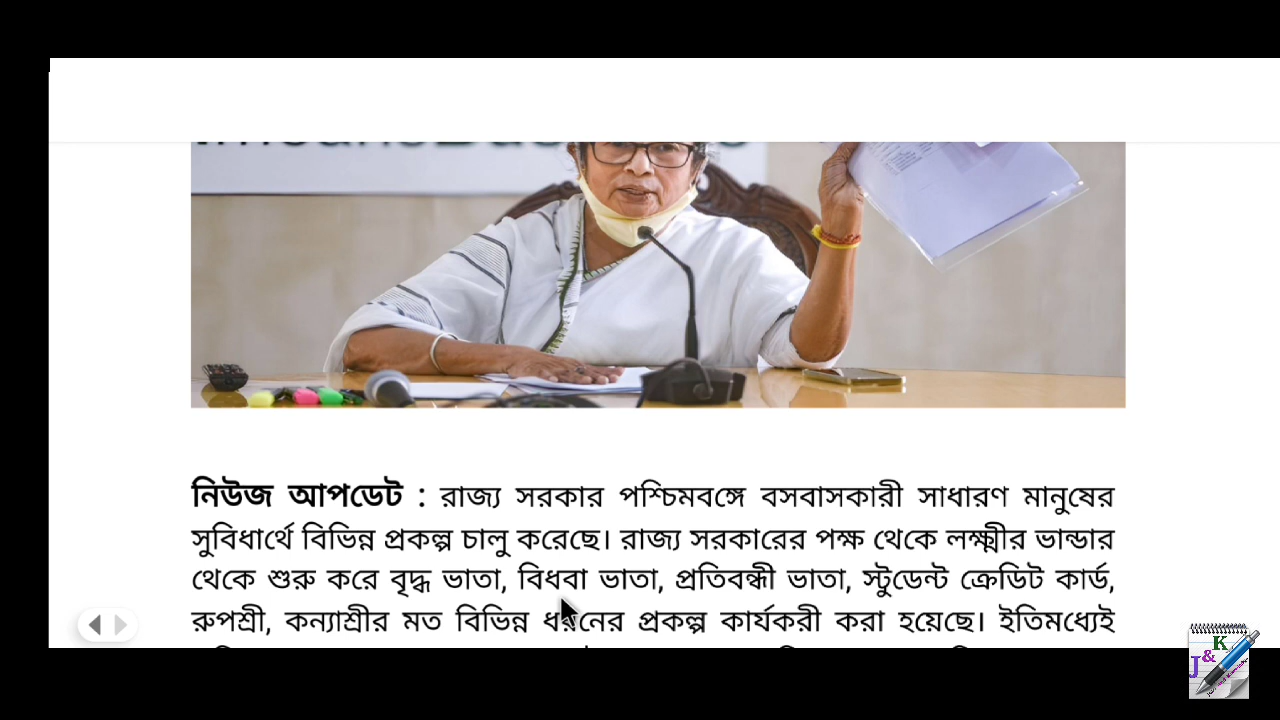 নিউজ আপডেট : রাজ্য সরকার পশ্চিমবঙ্গে বসবাসকারী সাধারণ মানুষের
সুবিধার্থে বিভিন্ন প্রকল্প চালু করেছে। রাজ্য সরকারের পক্ষ থেকে লক্ষ্মীর ভান্ডার
থেকে শুরু করে বৃদ্ধ ভাতা, বিধবা ভাতা, প্রতিবন্ধী ভাতা, স্টুডেন্ট ক্রেডিট কার্ড,
রুপশ্রী, কন্যাশ্রীর মত বিভিন্ন ধরনের প্রকল্প কার্যকরী করা হয়েছে। ইতিমধ্যেই
J&K